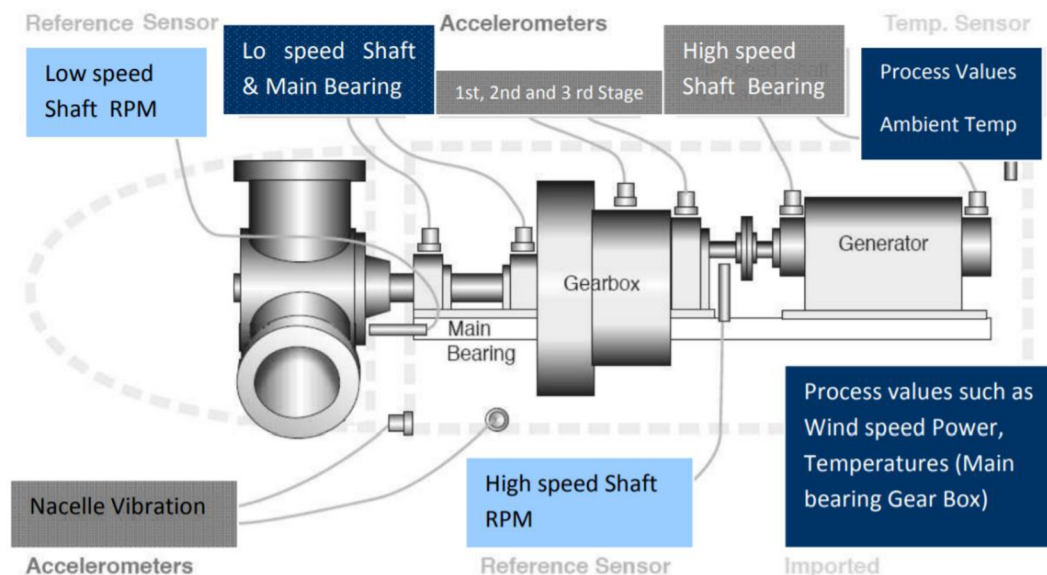 Reference Sensor
Accelerometers
Temp. Sensor
Low speed
Shaft RPM
Lo speed Shaft
& Main Bearing
1st, 2nd and 3 rd Stage
High speed
Shaft Bearing
Process Values
Ambient Temp
Gearbox
Generator
Main
Bearing
Nacelle Vibration
High speed Shaft
RPM
Process values such as
Wind speed Power,
Temperatures (Main
bearing Gear Box)
Accelerometers
Reference Sensor
Imported